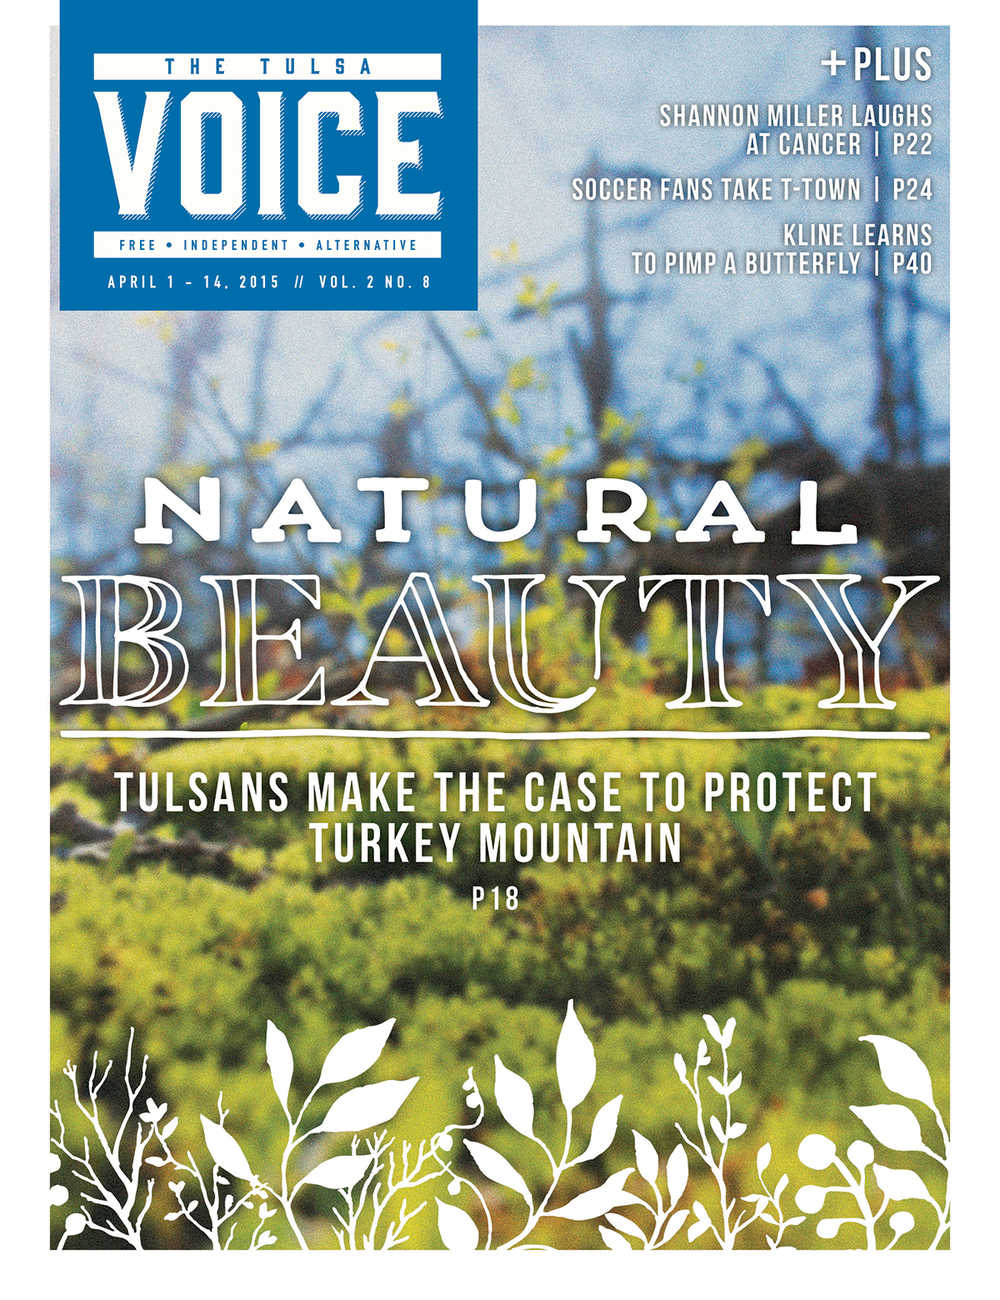 THE TULSA
VOICE
FREE • INDEPENDENT • ALTERNATIVE
APRIL 1 - 14, 2015 // VOL. 2 NO. 8
+PLUS
SHANNON MILLER LAUGHS
AT CANCER | P22
SOCCER FANS TAKE T-TOWN | P24
KLINE LEARNS
TO PIMP A BUTTERFLY | P40
NATURAL
BEAUTY
TULSANS MAKE THE CASE TO PROTECT
TURKEY MOUNTAIN
P18